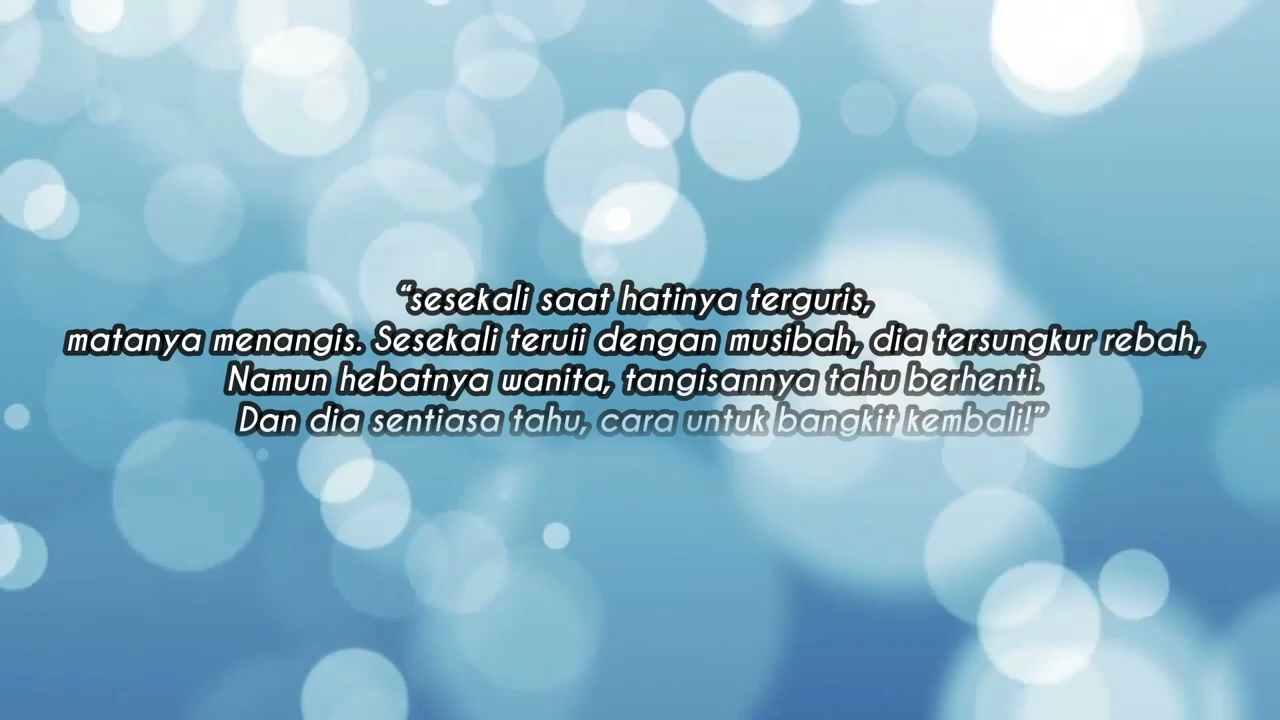 “sesekali saat hatinya terguris,
matanya menangis. Sesekali teruii dengan musibah, dia tersungkur rebah,
Namun hebatnya wanita, tangisannya tahu berhenti.
Dan dia sentiasa tahu, cara untuk bangkit kembali!”